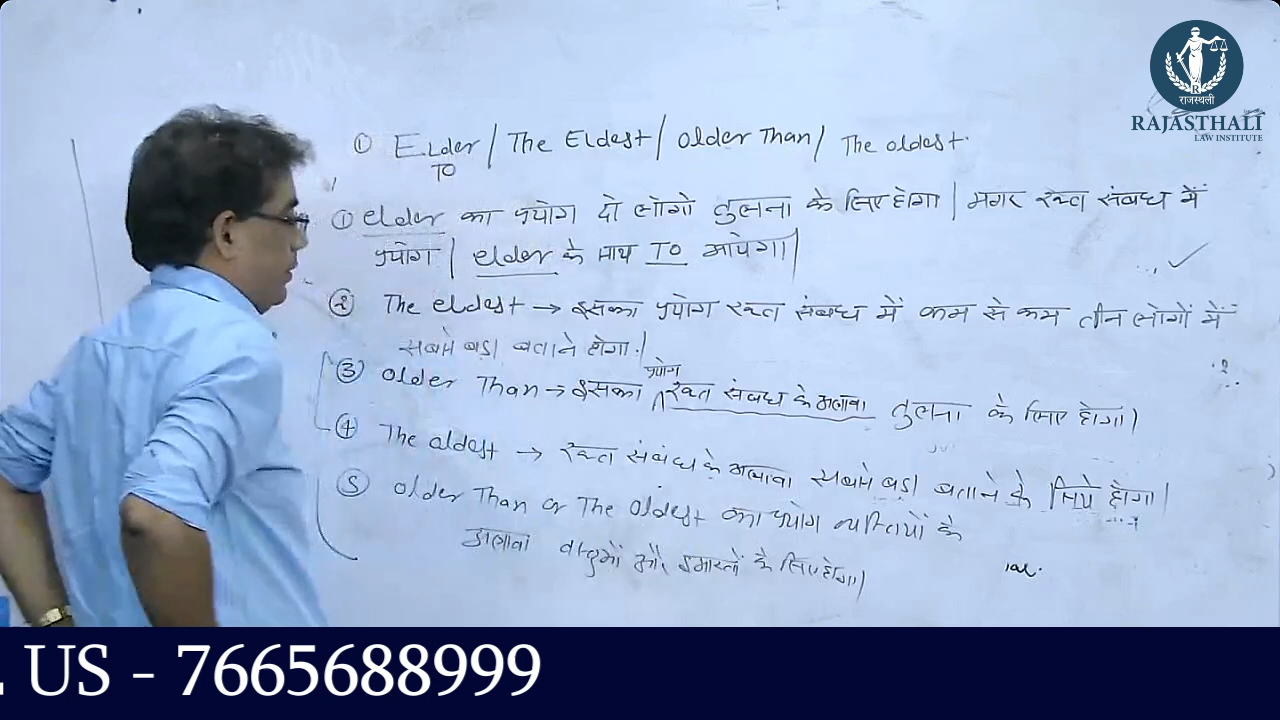 राजस्थली
RAJASTHALI
LAW INSTITUTE
① Elder / The Eldest / older Than / The oldest.
TO
① elder का प्रयोग दो लोगो तुलना के लिए होगा | मगर रक्त संबध में
प्रयोग | elder के साथ TO आयेगा |
② The eldest → इसका प्रयोग रक्त संबध में कम से कम तीन लोगों में
सबसे बड़ा बताने होगा |
प्रयोग
③ older Than → इसका रक्त संबध के अलावा तुलना के लिए होगा |
④ The oldest → रक्त संबंध के अलावा सबसे बड़ा बताने के लिये होगा |
⑤ older Than or The oldest का प्रयोग व्यक्तियों के
अलावा वस्तुओं और इमारतों के लिए होगा |
. US - 7665688999